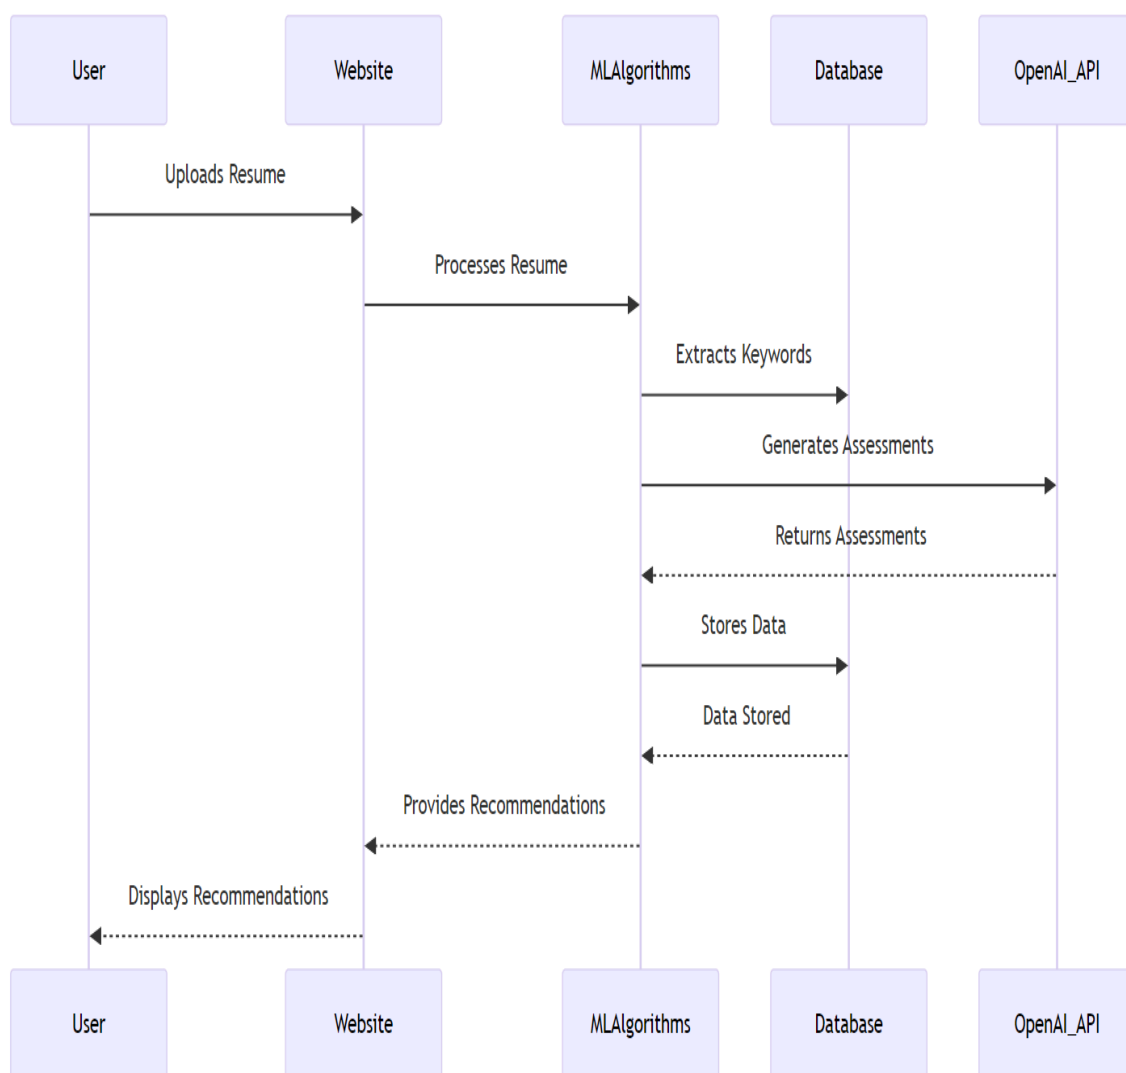 User
Website
MLAlgorithms
Database
OpenAI_API
Uploads Resume
Processes Resume
Extracts Keywords
Generates Assessments
Returns Assessments
Stores Data
Data Stored
Provides Recommendations
Displays Recommendations
User
Website
MLAlgorithms
Database
OpenAI_API